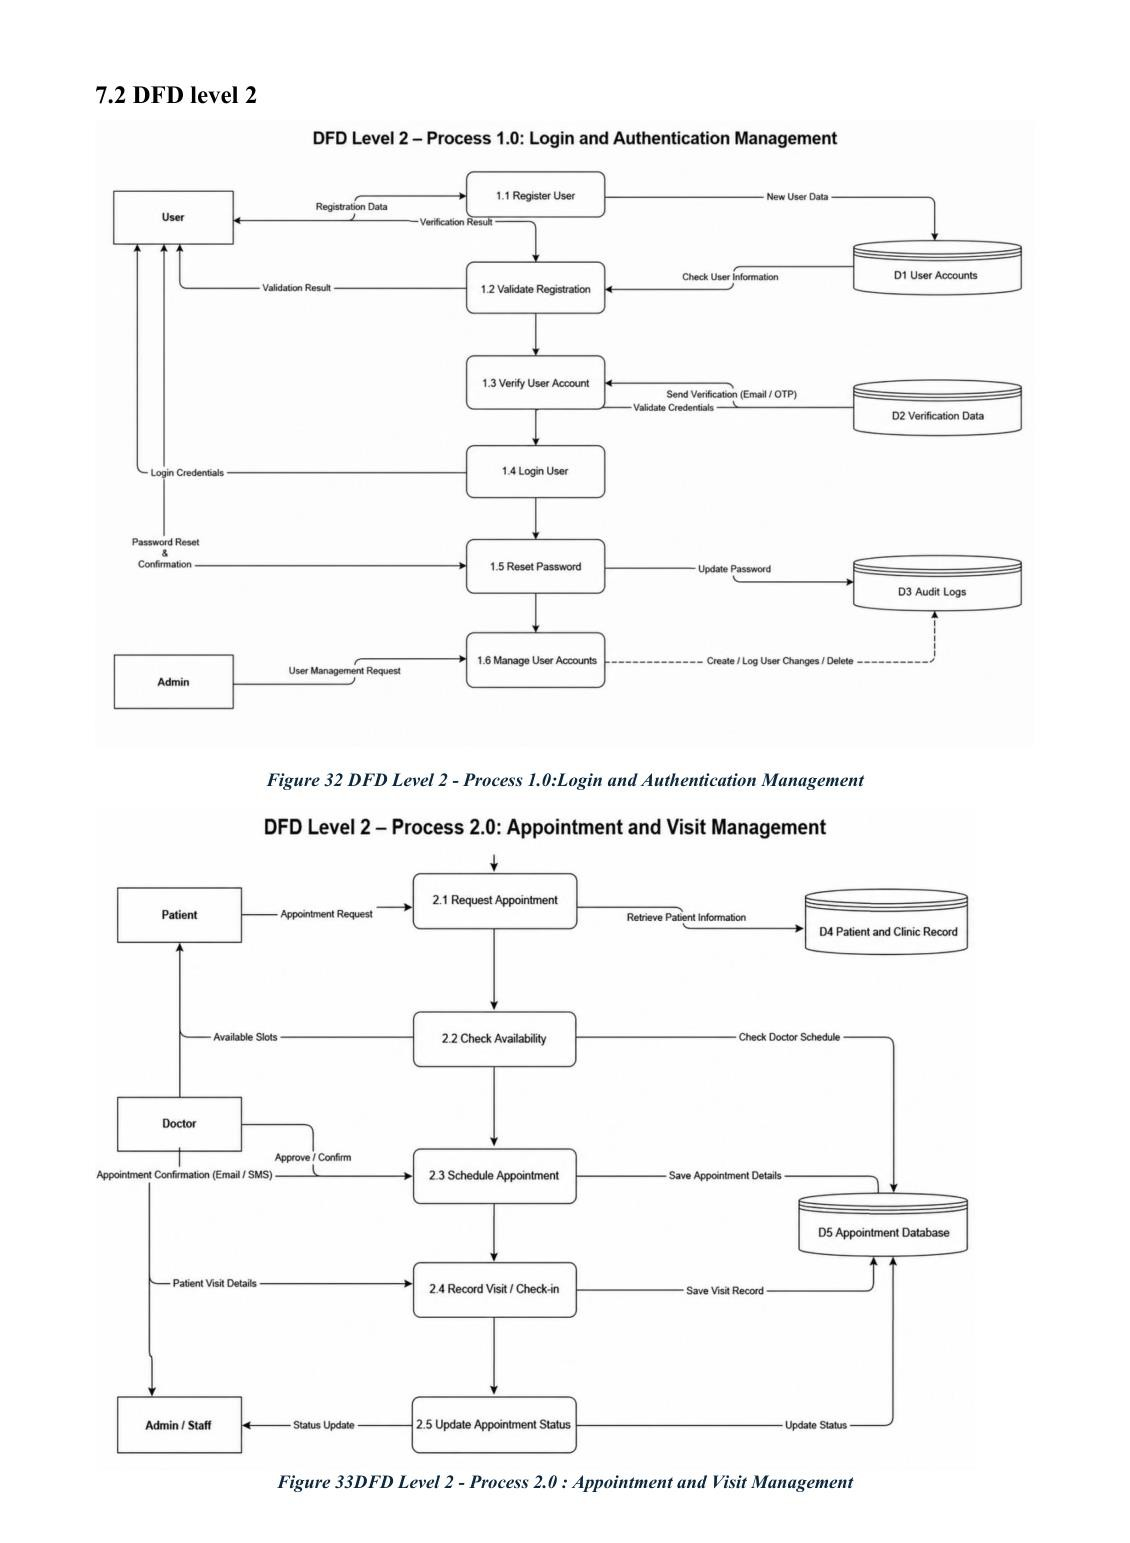 7.2 DFD level 2
DFD Level 2 – Process 1.0: Login and Authentication Management
1.1 Register User
New User Data
Registration Data
User
Verification Result
D1 User Accounts
Check User Information
Validation Result
1.2 Validate Registration
1.3 Verify User Account
Send Verification (Email / OTP)
Validate Credentials
D2 Verification Data
Login Credentials
1.4 Login User
Password Reset
&
Confirmation
1.5 Reset Password
Update Password
D3 Audit Logs
1.6 Manage User Accounts
Create / Log User Changes / Delete
User Management Request
Admin
Figure 32 DFD Level 2 - Process 1.0:Login and Authentication Management
DFD Level 2 – Process 2.0: Appointment and Visit Management
2.1 Request Appointment
Patient
Appointment Request
Retrieve Patient Information
D4 Patient and Clinic Record
Available Slots
2.2 Check Availability
Check Doctor Schedule
Doctor
Approve / Confirm
Appointment Confirmation (Email / SMS)
2.3 Schedule Appointment
Save Appointment Details
D5 Appointment Database
Patient Visit Details
2.4 Record Visit / Check-in
Save Visit Record
Admin / Staff
Status Update
2.5 Update Appointment Status
Update Status
Figure 33DFD Level 2 - Process 2.0 : Appointment and Visit Management